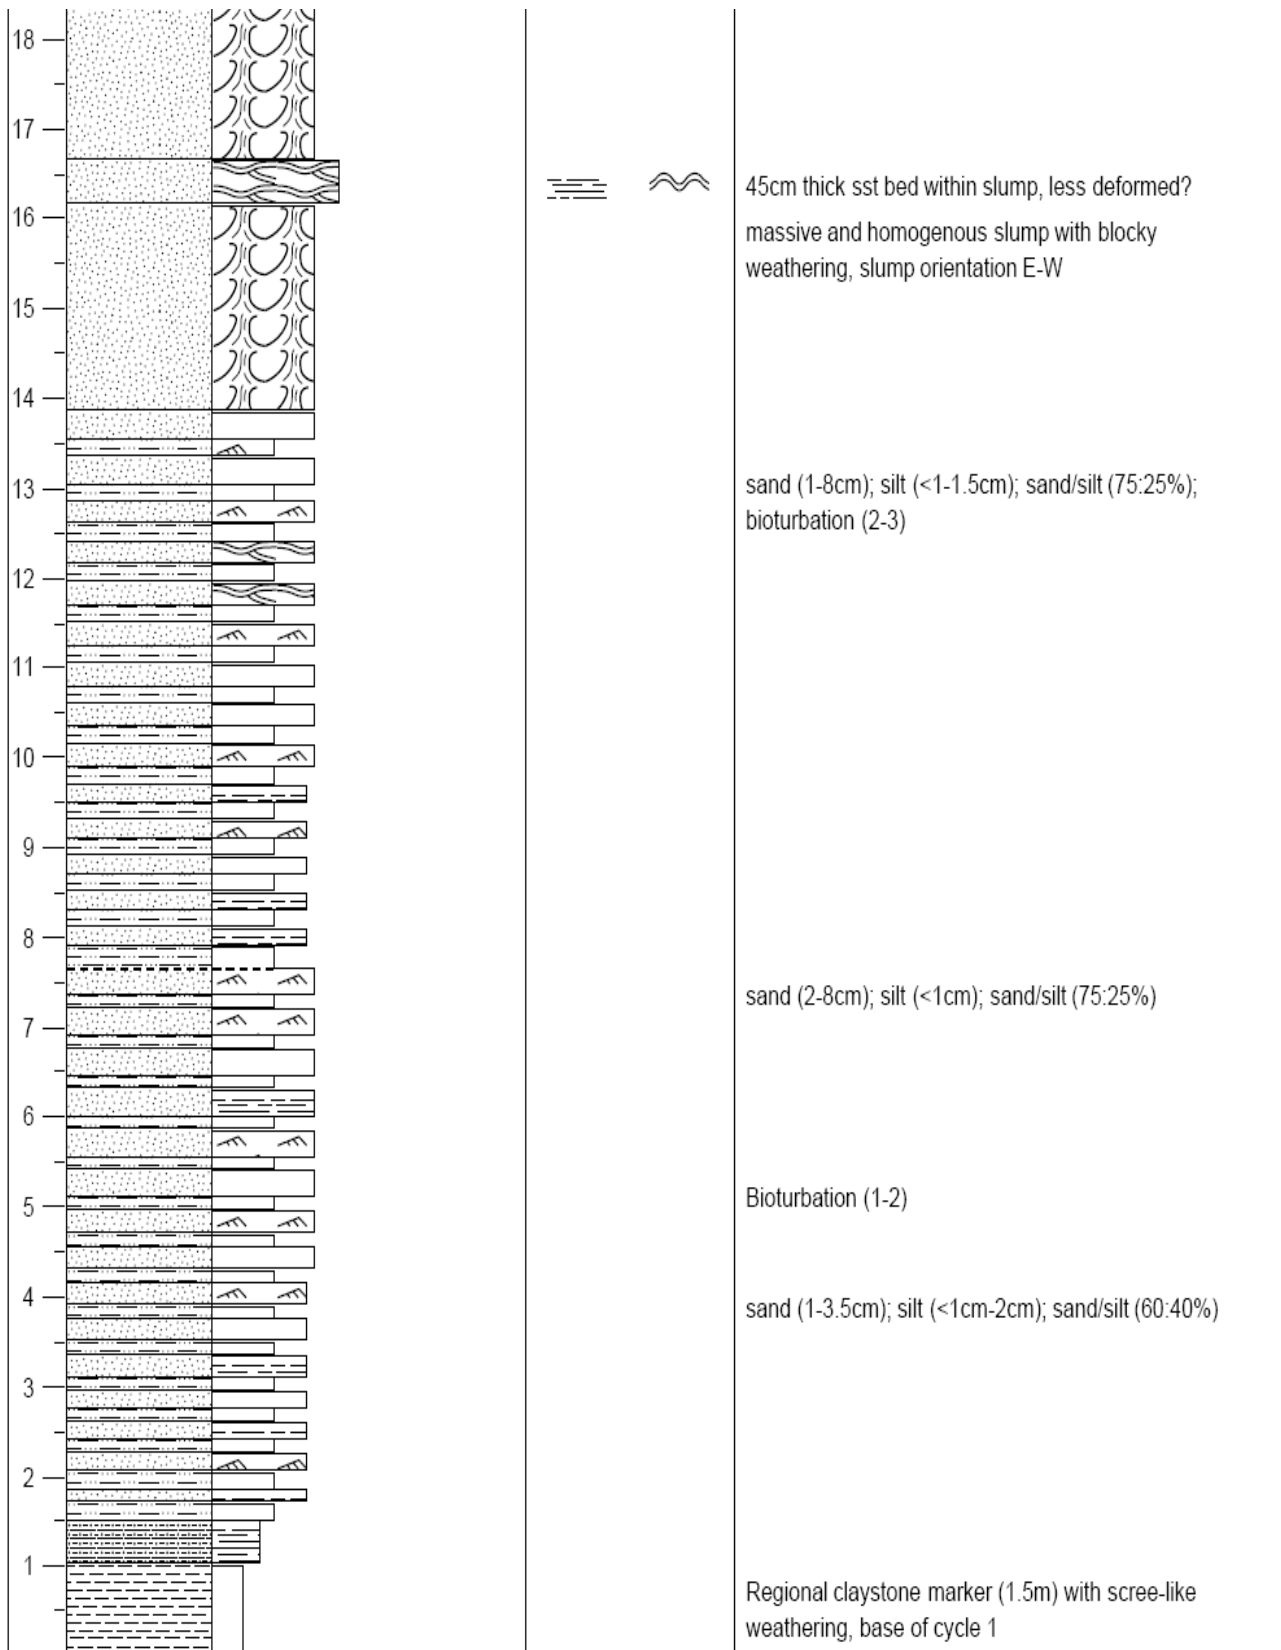 18
17
45cm thick sst bed within slump, less deformed?
16
massive and homogenous slump with blocky
weathering, slump orientation E-W
15
14
13
sand (1-8cm); silt (<1-1.5cm); sand/silt (75:25%);
bioturbation (2-3)
12
11
10
9
8
sand (2-8cm); silt (<1cm); sand/silt (75:25%)
7
6
5
Bioturbation (1-2)
4
sand (1-3.5cm); silt (<1cm-2cm); sand/silt (60:40%)
3
2
1
Regional claystone marker (1.5m) with scree-like
weathering, base of cycle 1